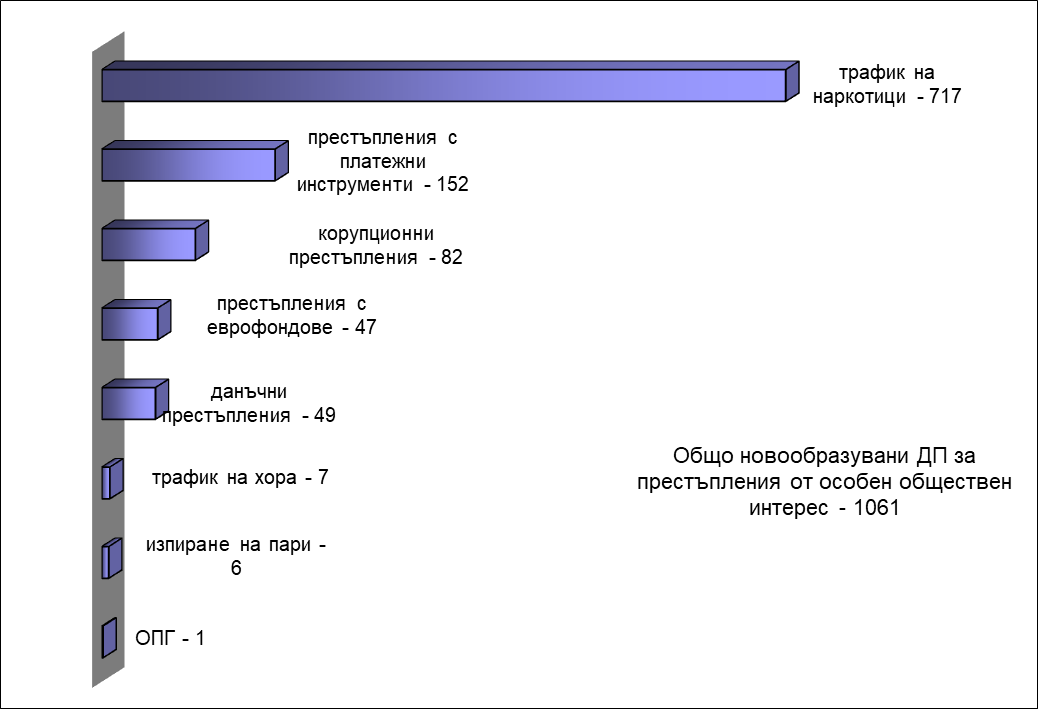 трафик на
наркотици - 717
престъпления с
платежни
инструменти - 152
корупционни
престъпления - 82
престъпления с
еврофондове - 47
данъчни
престъпления - 49
трафик на хора - 7
Общо новообразувани ДП за
престъпления от особен обществен
интерес - 1061
изпиране на пари -
6
ОПГ - 1